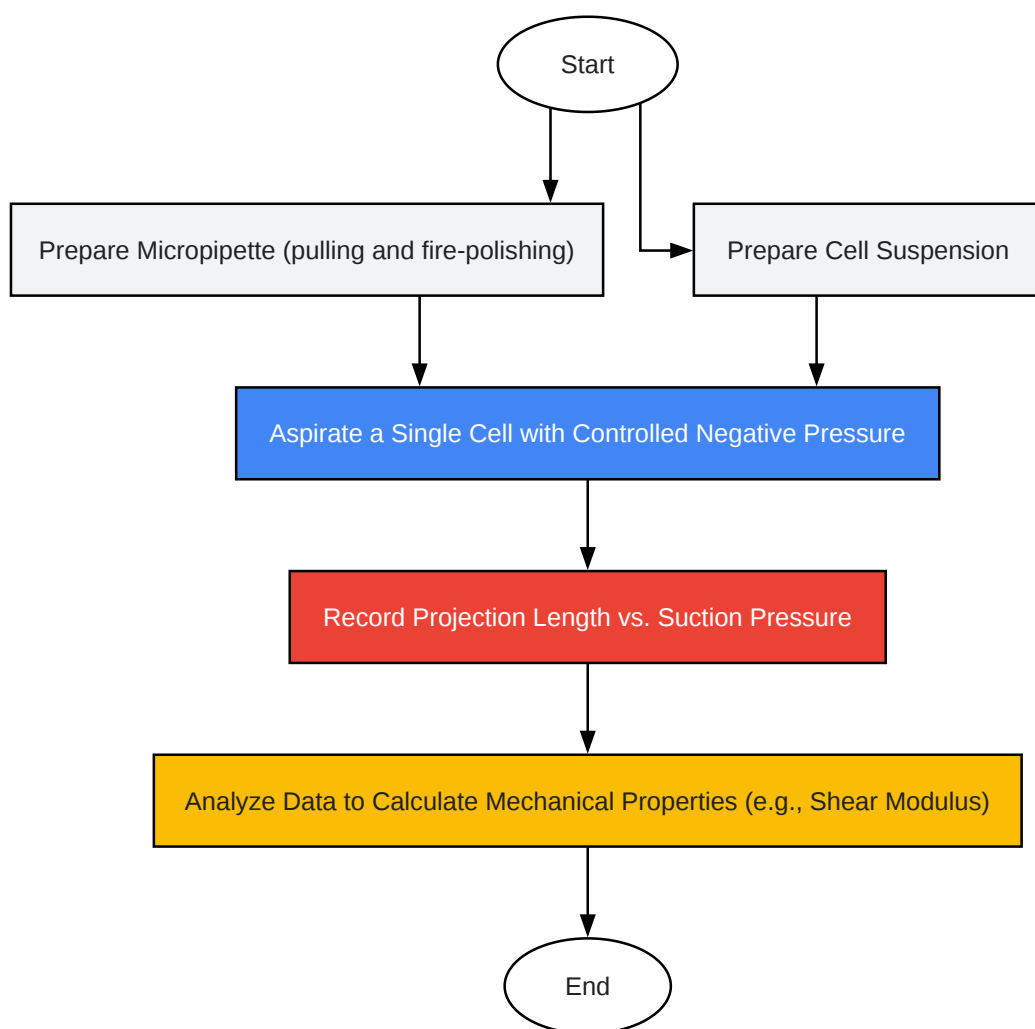 Start
Prepare Micropipette (pulling and fire-polishing)
Prepare Cell Suspension
Aspirate a Single Cell with Controlled Negative Pressure
Record Projection Length vs. Suction Pressure
Analyze Data to Calculate Mechanical Properties (e.g., Shear Modulus)
End